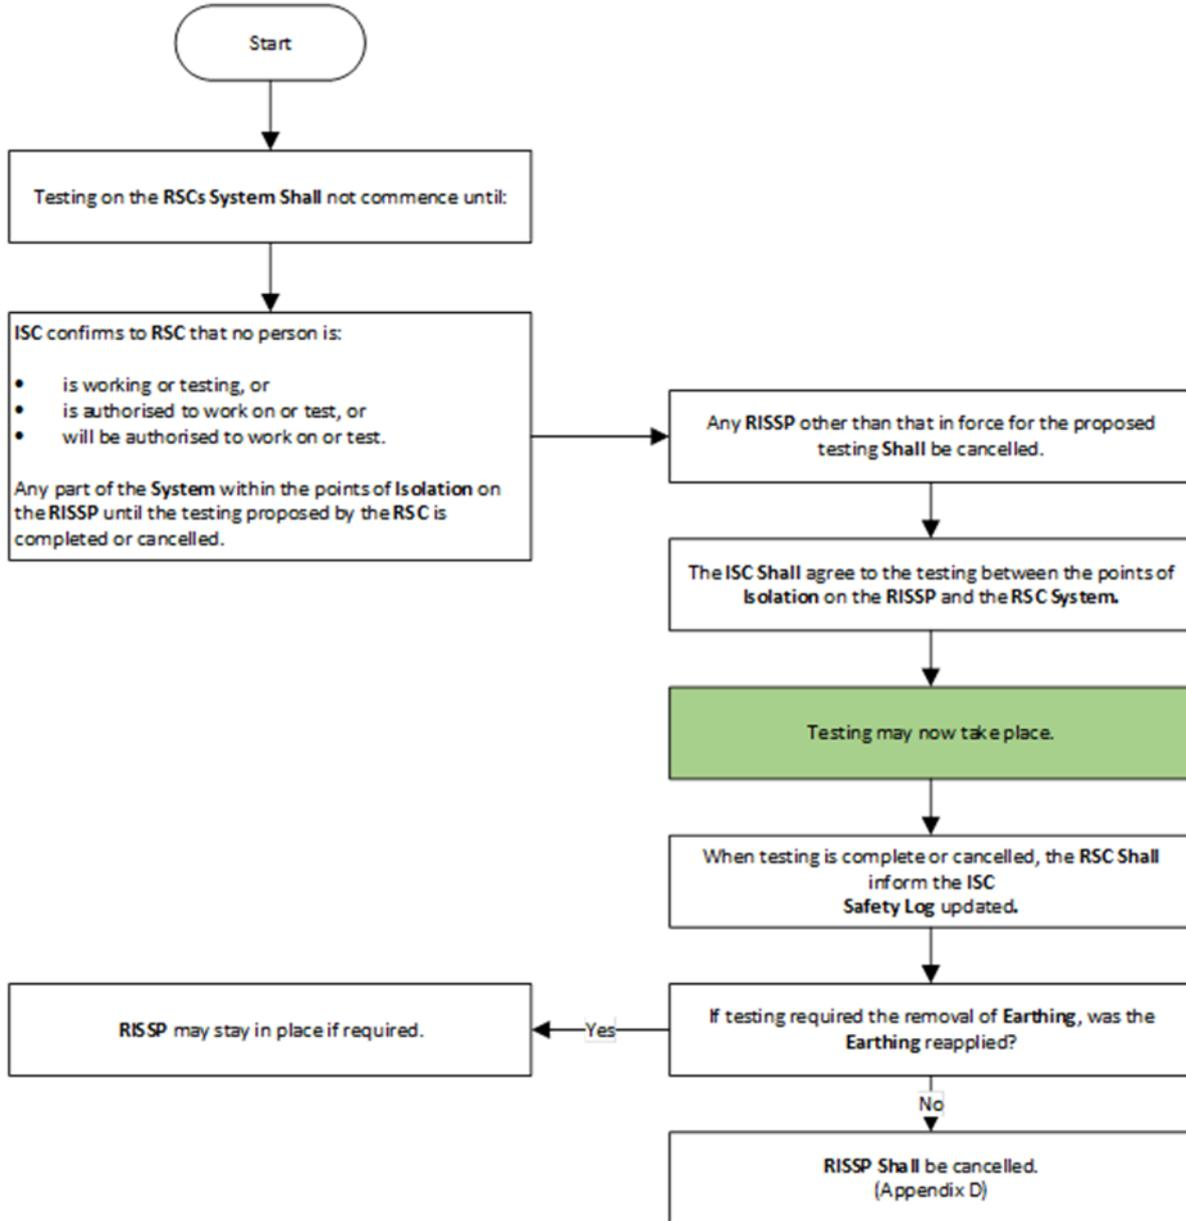 Start
Testing on the RSCs System Shall not commence until:
ISC confirms to RSC that no person is:
• is working or testing, or
• is authorised to work on or test, or
• will be authorised to work on or test.
Any part of the System within the points of Isolation on
the RISSP until the testing proposed by the RSC is
completed or cancelled.
Any RISSP other than that in force for the proposed
testing Shall be cancelled.
The ISC Shall agree to the testing between the points of
Isolation on the RISSP and the RSC System.
Testing may now take place.
When testing is complete or cancelled, the RSC Shall
inform the ISC
Safety Log updated.
If testing required the removal of Earthing, was the
Earthing reapplied?
Yes
RISSP may stay in place if required.
No
RISSP Shall be cancelled.
(Appendix D)